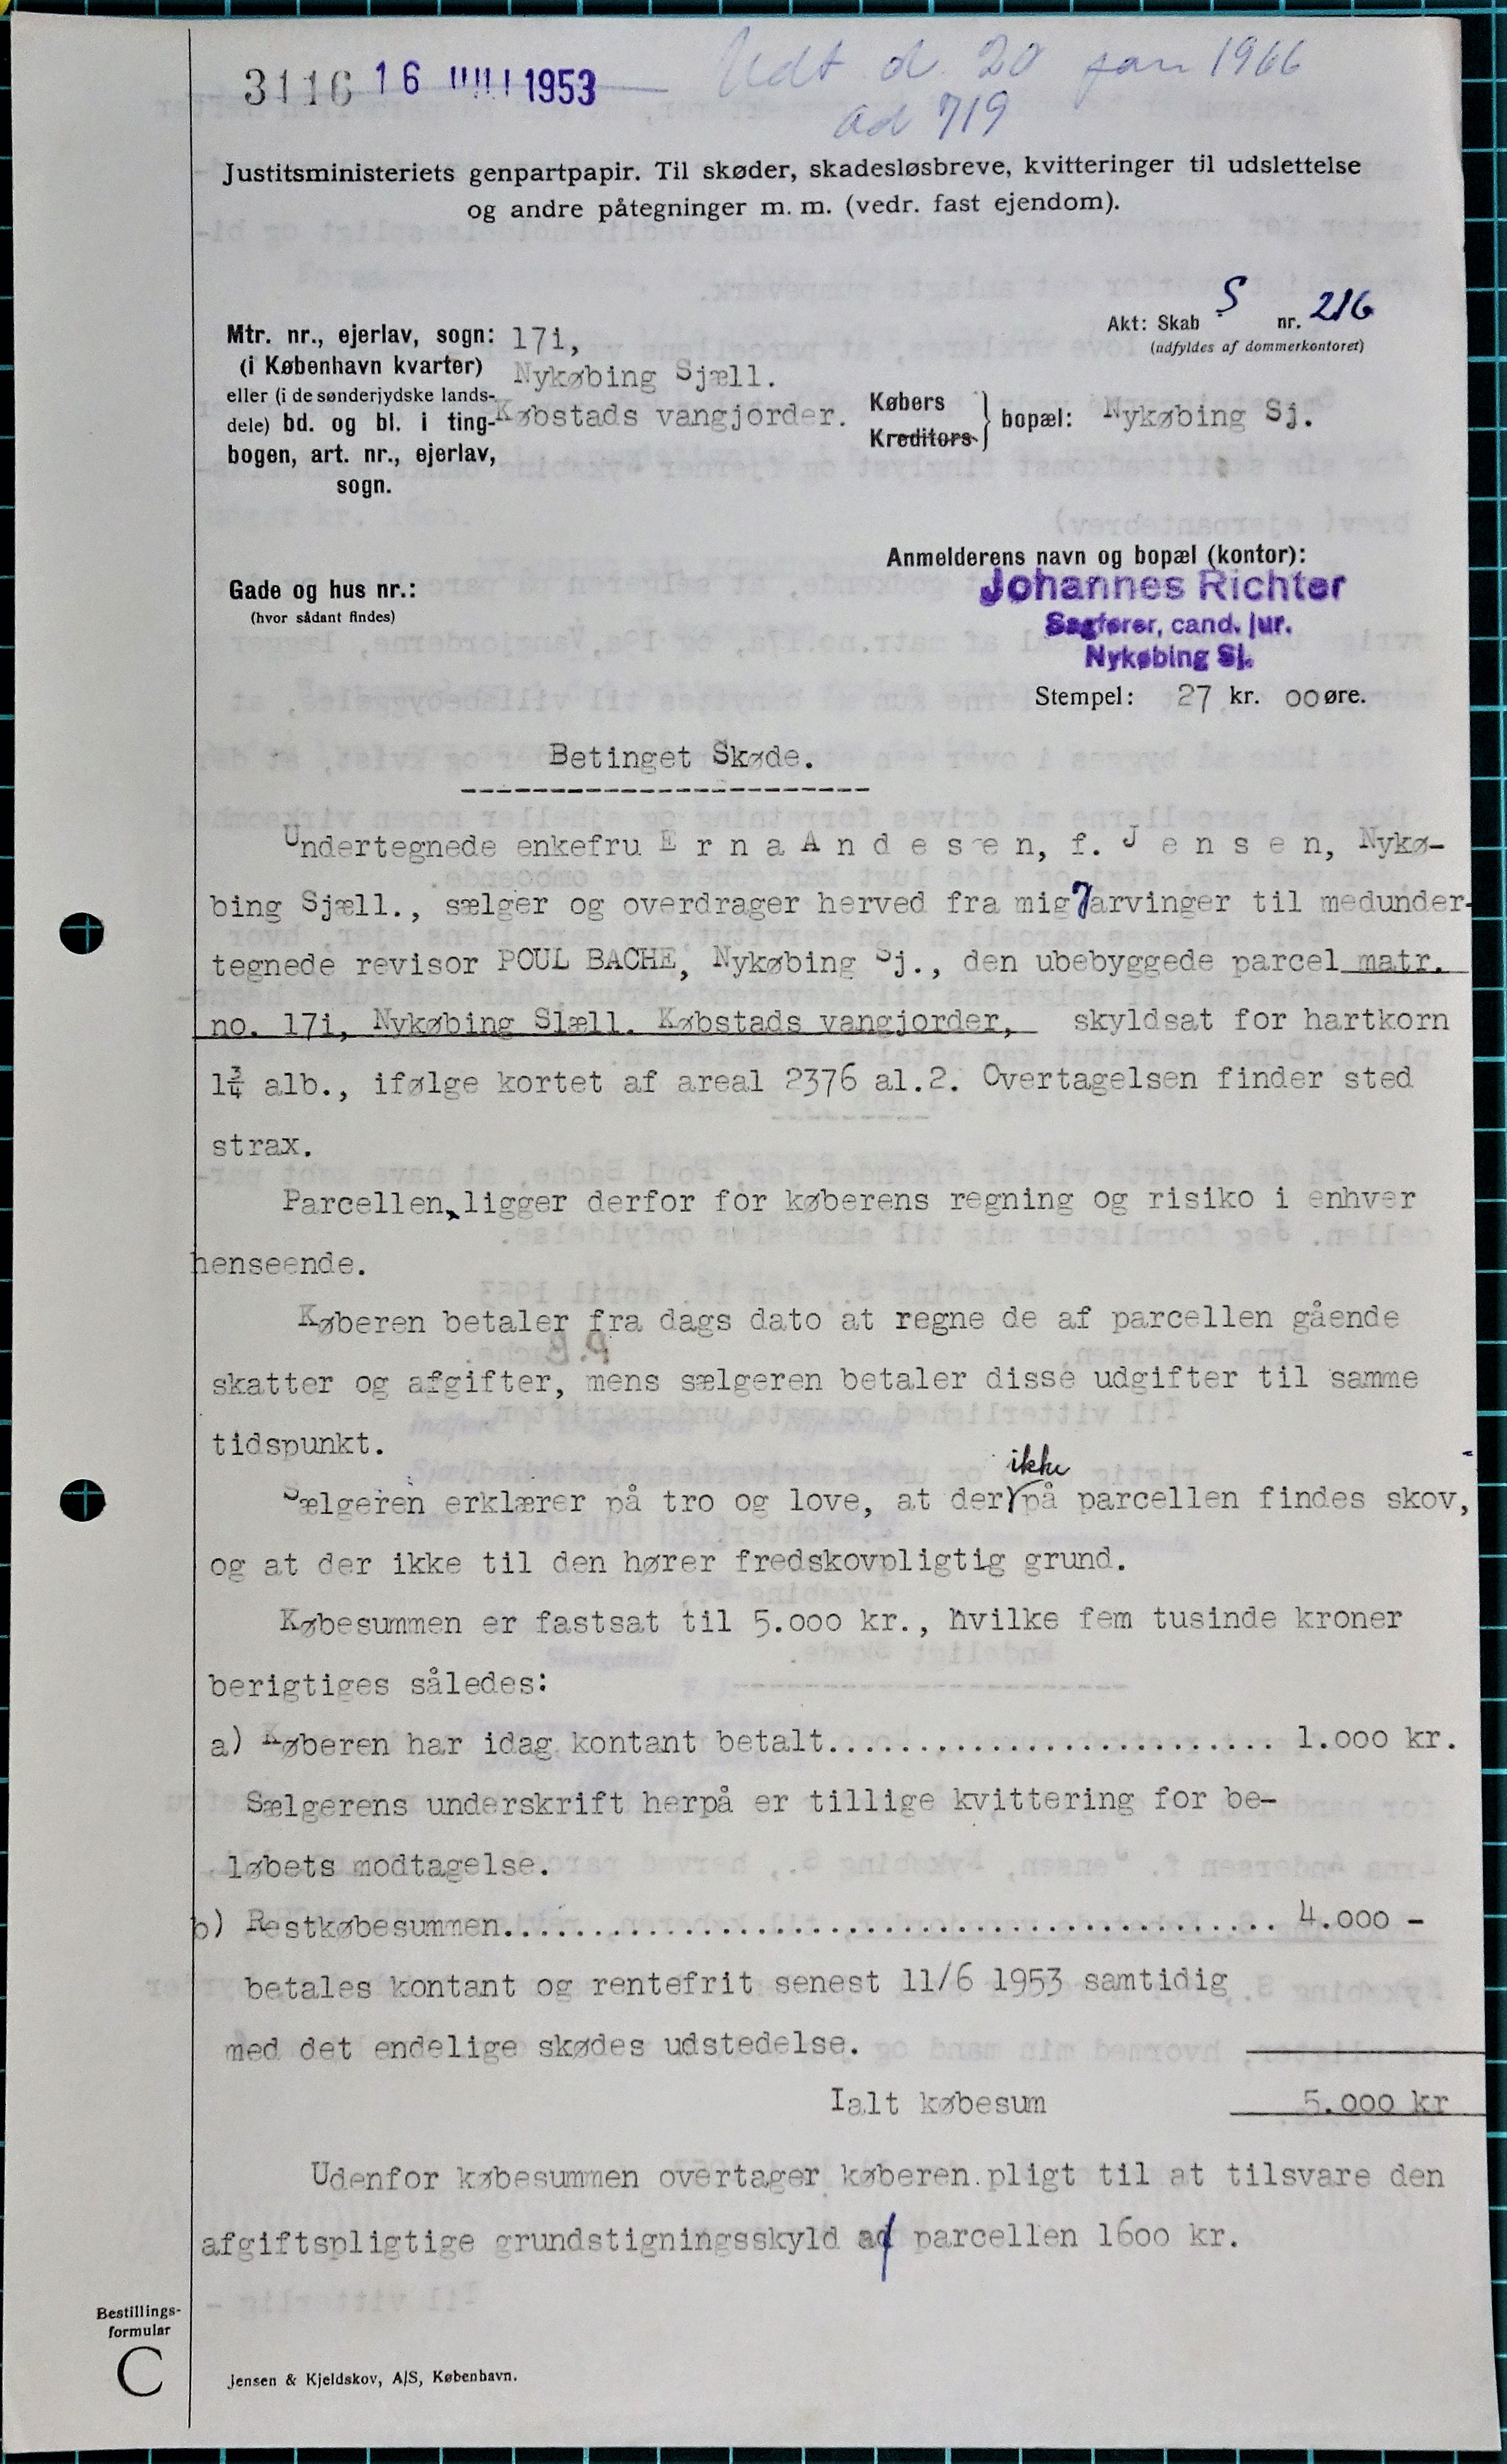 3116 16 JULI 1953 Udt d. 20 jan 1966
ad 719
Justitsministeriets genpartpapir. Til skøder, skadesløsbreve, kvitteringer til udslettelse
og andre påtegninger m. m. (vedr. fast ejendom).
Akt: Skab S nr. 216
(udfyldes af dommerkontoret)
Mtr. nr., ejerlav, sogn: 17i,
(i København kvarter) Nykøbing Sjæll.
eller (i de sønderjydske lands-
dele) bd. og bl. i ting- Købstads vangjorder.
bogen, art. nr., ejerlav,
sogn.
Købers
Kreditors } bopæl: Nykøbing Sj.
Gade og hus nr.:
(hvor sådant findes)
Anmelderens navn og bopæl (kontor):
Johannes Richter
Sagfører, cand. jur.
Nykøbing Sj.
Stempel: 27 kr. 00 øre.
Betinget Skøde.
Undertegnede enkefru E r n a A n d e s e n, f. J e n s e n, Nykø-
bing Sjæll., sælger og overdrager herved fra mig 7 arvinger til medunder-
tegnede revisor POUL BACHE, Nykøbing Sj., den ubebyggede parcel matr.
no. 17i, Nykøbing Slæll. Købstads vangjorder, skyldsat for hartkorn
1¾ alb., ifølge kortet af areal 2376 al.2. Overtagelsen finder sted
strax.
Parcellen ligger derfor for køberens regning og risiko i enhver
henseende.
Køberen betaler fra dags dato at regne de af parcellen gående
skatter og afgifter, mens sælgeren betaler disse udgifter til samme
tidspunkt.
ikke
Sælgeren erklærer på tro og love, at der på parcellen findes skov,
og at der ikke til den hører fredskovpligtig grund.
Købesummen er fastsat til 5.000 kr., hvilke fem tusinde kroner
berigtiges således:
a) Køberen har idag kontant betalt......................... 1.000 kr.
Sælgerens underskrift herpå er tillige kvittering for be-
løbets modtagelse.
b) Restkøbesummen........................................... 4.000 -
betales kontant og rentefrit senest 11/6 1953 samtidig
med det endelige skødes udstedelse.
Ialt købesum 5.000 kr
Udenfor købesummen overtager køberen pligt til at tilsvare den
afgiftspligtige grundstigningsskyld af parcellen 1600 kr.
Bestillings-
formular
C
Jensen & Kjeldskov, A/S, København.